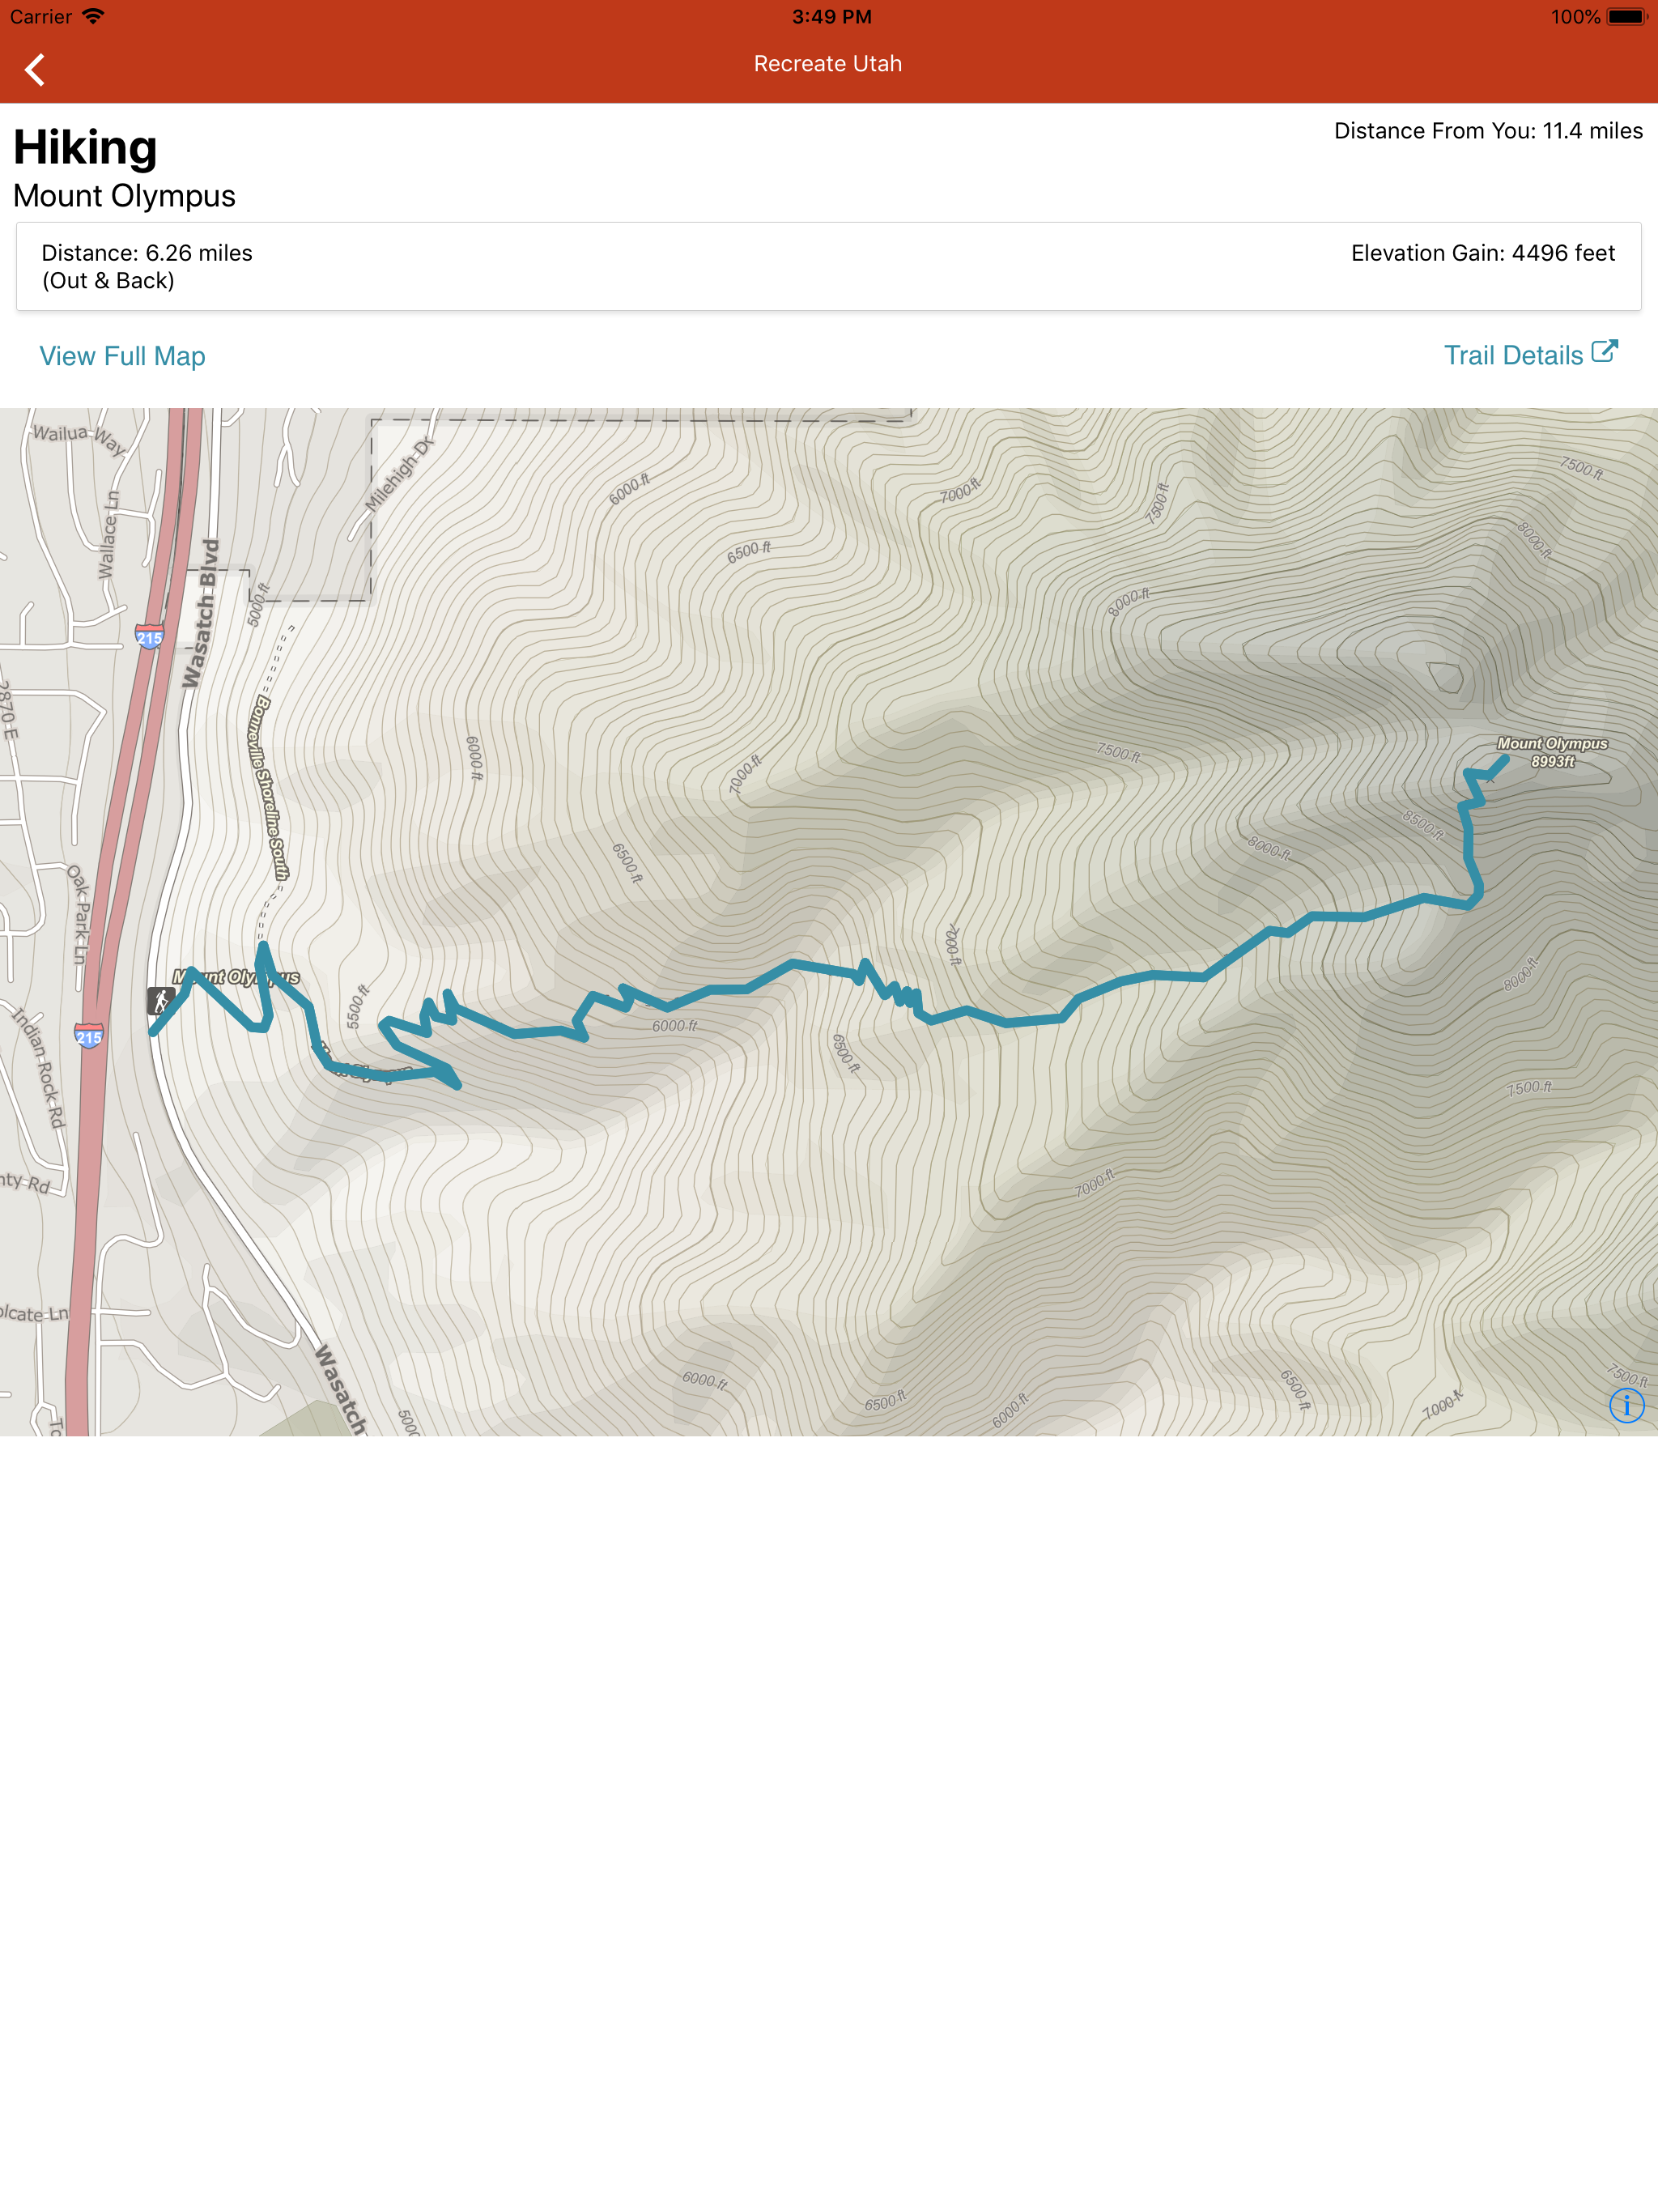 Carrier
3:49 PM
100%
Recreate Utah
Hiking
Distance From You: 11.4 miles
Mount Olympus
Distance: 6.26 miles
(Out & Back)
Elevation Gain: 4496 feet
View Full Map
Trail Details
Wailua Way
Milehigh Dr
6000 ft
7000 ft
7500 ft
7500 ft
Wallace Ln
8000 ft
6500 ft
Wasatch Blvd
5000 ft
8000 ft
215
2870 E
Bonneville Shoreline South
6000 ft
7000 ft
7500 ft
Mount Olympus
8993ft
8500 ft
8000 ft
6500 ft
Oak Park Ln
7000 ft
Mount Olympus
8000 ft
5500 ft
6000 ft
215
Indian Rock Rd
6500 ft
7500 ft
nty Rd
7000 ft
olcate Ln
Wasatch
6000 ft
6500 ft
6000 ft
6500 ft
7000 ft
7500 ft
5000
To
i